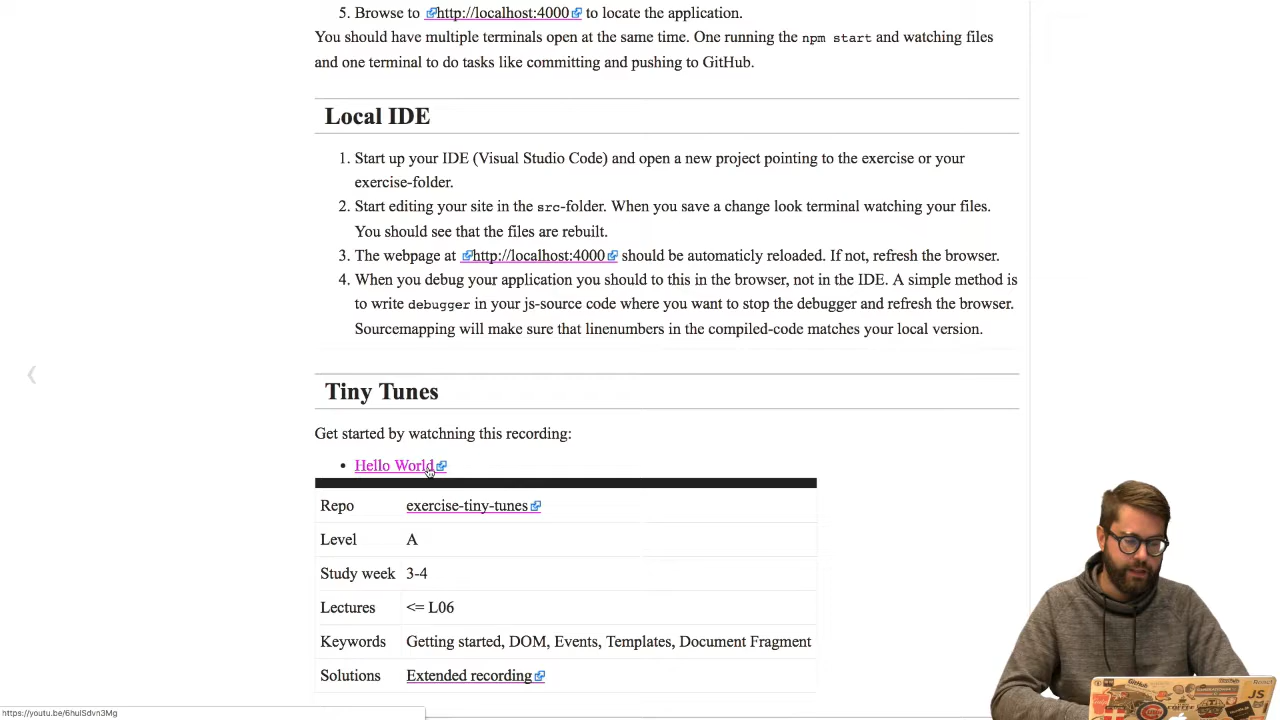 5. Browse to http://localhost:4000 to locate the application.
You should have multiple terminals open at the same time. One running the npm start and watching files
and one terminal to do tasks like committing and pushing to GitHub.
Local IDE
1. Start up your IDE (Visual Studio Code) and open a new project pointing to the exercise or your
exercise-folder.
2. Start editing your site in the src-folder. When you save a change look terminal watching your files.
You should see that the files are rebuilt.
3. The webpage at http://localhost:4000 should be automaticly reloaded. If not, refresh the browser.
4. When you debug your application you should to this in the browser, not in the IDE. A simple method is
to write debugger in your js-source code where you want to stop the debugger and refresh the browser.
Sourcemapping will make sure that linenumbers in the compiled-code matches your local version.
Tiny Tunes
Get started by watchning this recording:
• Hello World
Repo exercise-tiny-tunes
Level A
Study week 3-4
Lectures <= L06
Keywords Getting started, DOM, Events, Templates, Document Fragment
Solutions Extended recording
GitHub
JS
https://youtu.be/6hulSdvn3Mg